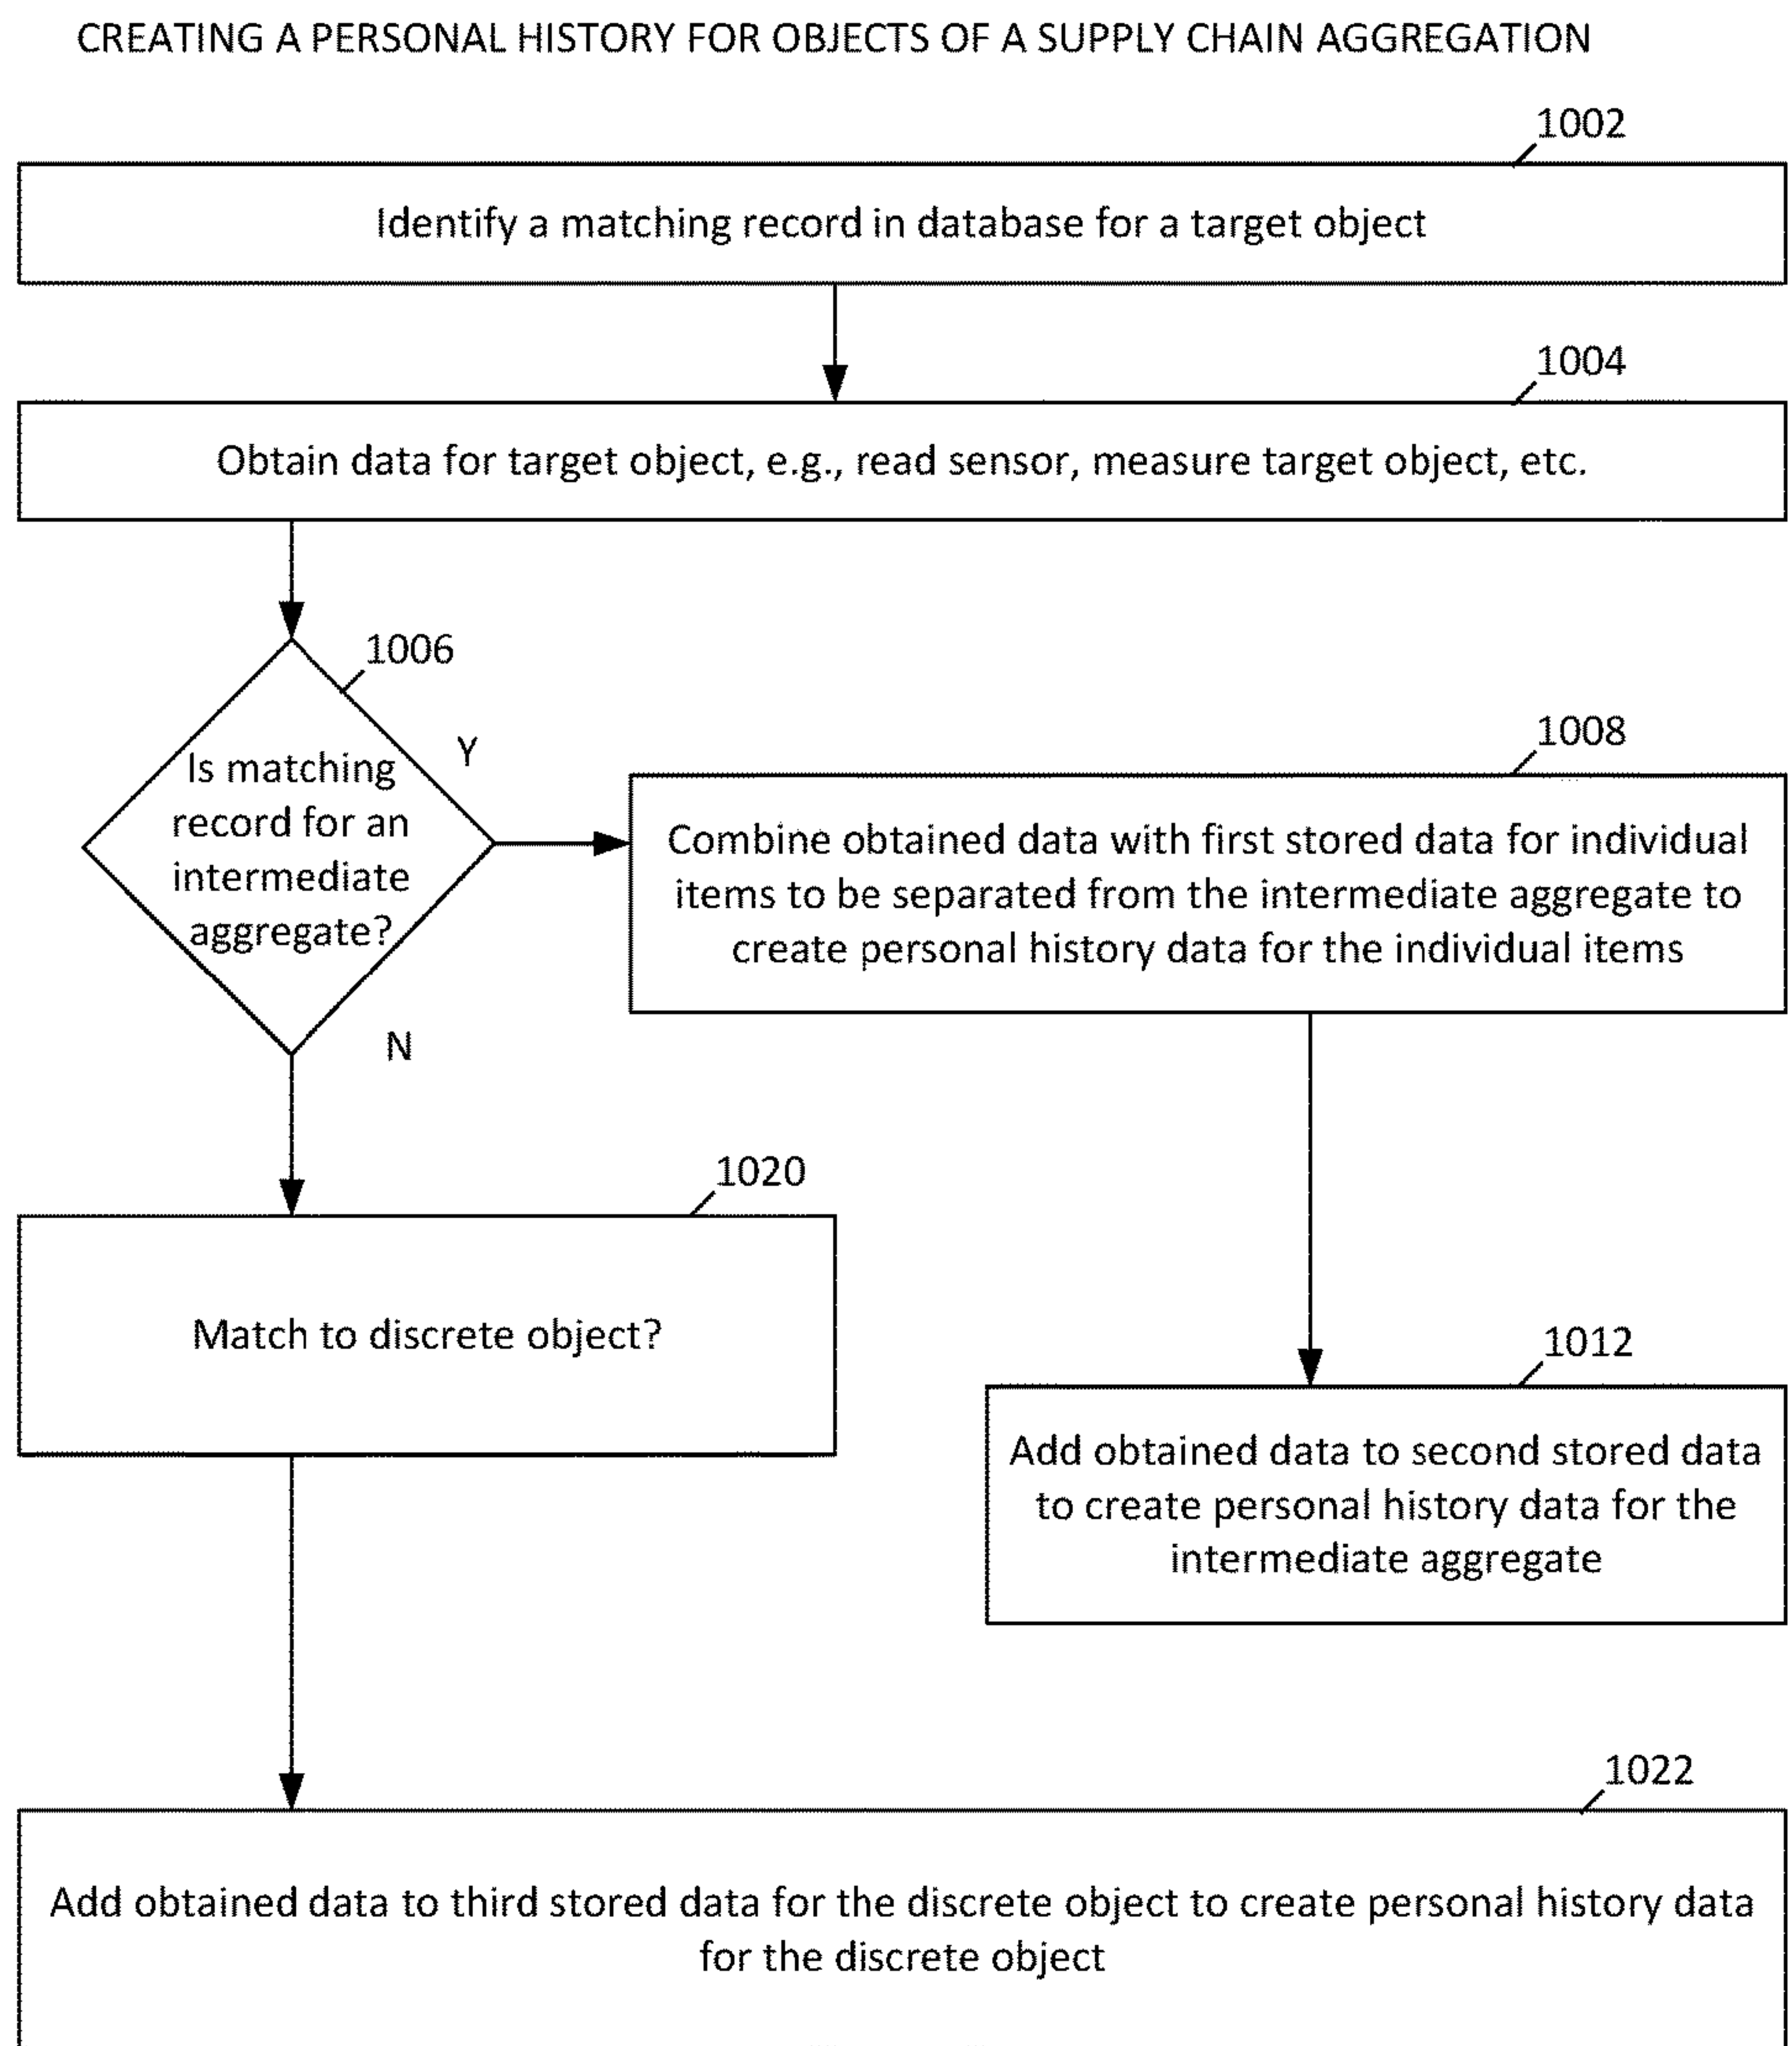 CREATING A PERSONAL HISTORY FOR OBJECTS OF A SUPPLY CHAIN AGGREGATION
1002
Identify a matching record in database for a target object
1004
Obtain data for target object, e.g., read sensor, measure target object, etc.
1006
Is matching
record for an
intermediate
aggregate?
Y
N
1008
Combine obtained data with first stored data for individual
items to be separated from the intermediate aggregate to
create personal history data for the individual items
1020
Match to discrete object?
1012
Add obtained data to second stored data
to create personal history data for the
intermediate aggregate
1022
Add obtained data to third stored data for the discrete object to create personal history data
for the discrete object